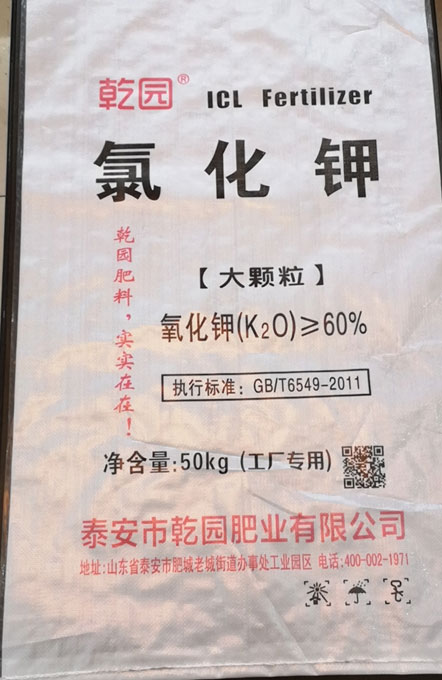 乾园® ICL Fertilizer
氯化钾
乾园肥料，实实在在！
【大颗粒】
氧化钾(K₂O)≥60%
执行标准：GB/T6549-2011
净含量:50kg (工厂专用)
泰安市乾园肥业有限公司
地址:山东省泰安市肥城老城街道办事处工业园区 电话:400-002-1971